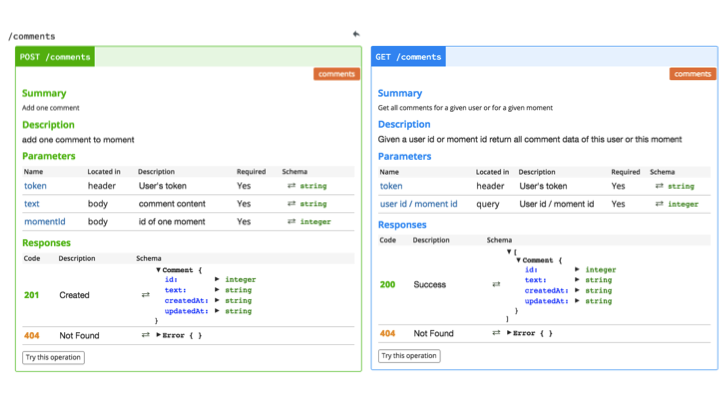 /comments
POST /comments
comments
Summary
Add one comment
Description
add one comment to moment
Parameters
Name Located in Description Required Schema
token header User's token Yes ⇄ string
text body comment content Yes ⇄ string
momentId body id of one moment Yes ⇄ integer
Responses
Code Description Schema
201 Created ⇄
▼Comment {
id: ▶ integer
text: ▶ string
createdAt: ▶ string
updatedAt: ▶ string
}
404 Not Found ⇄ ▶Error { }
Try this operation
GET /comments
comments
Summary
Get all comments for a given user or for a given moment
Description
Given a user id or moment id return all comment data of this user or this moment
Parameters
Name Located in Description Required Schema
token header User's token Yes ⇄ string
user id / moment id query User id / moment id Yes ⇄ integer
Responses
Code Description Schema
200 Success ⇄
▼[
▼Comment {
id: ▶ integer
text: ▶ string
createdAt: ▶ string
updatedAt: ▶ string
}
]
404 Not Found ⇄ ▶Error { }
Try this operation